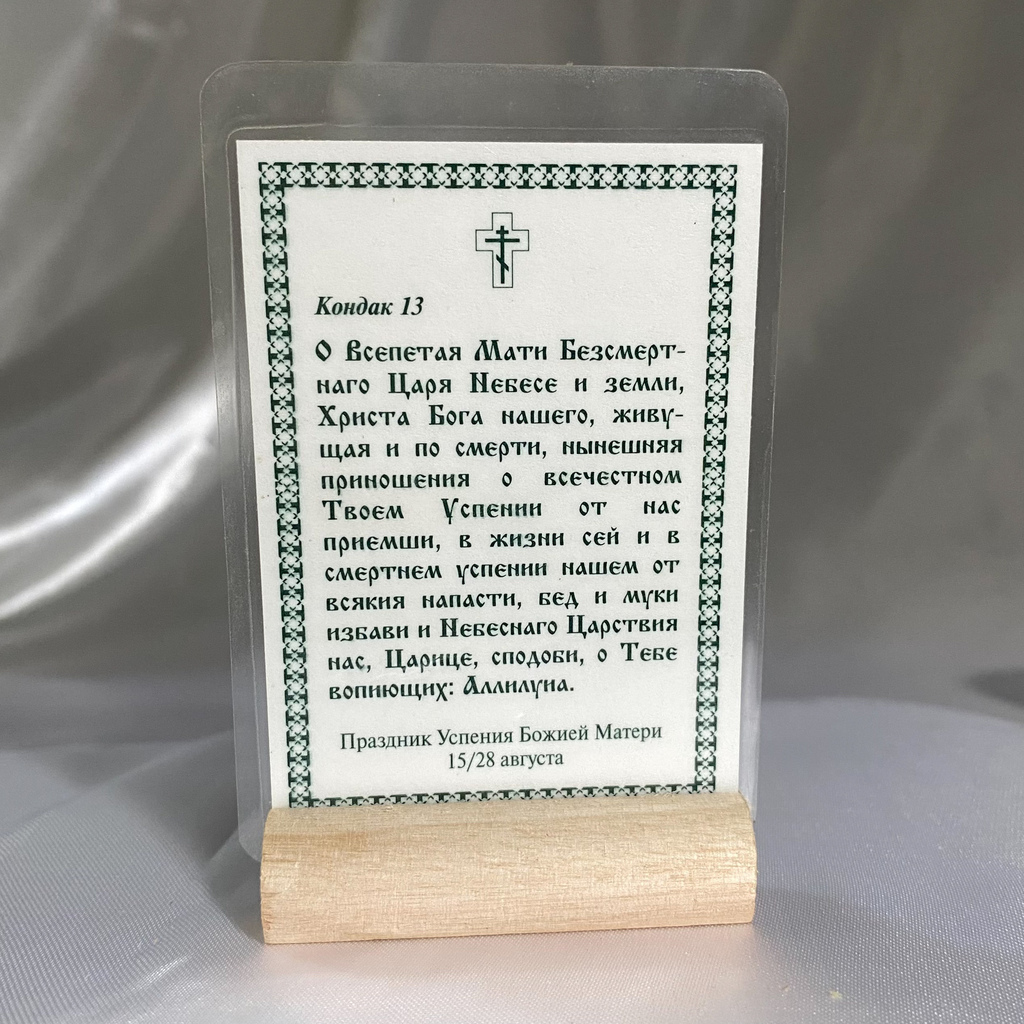 Кондак 13
О Всепетая Мати Безсмерт-
наго Царя Небесе и земли,
Христа Бога нашего, живу-
щая и по смерти, нынешняя
приношения о всечестном
Твоем Успении от нас
приемши, в жизни сей и в
смертнем успении нашем от
всякия напасти, бед и муки
избави и Небеснаго Царствия
нас, Царице, сподоби, о Тебе
вопиющих: Аллилуиа.
Праздник Успения Божией Матери
15/28 августа